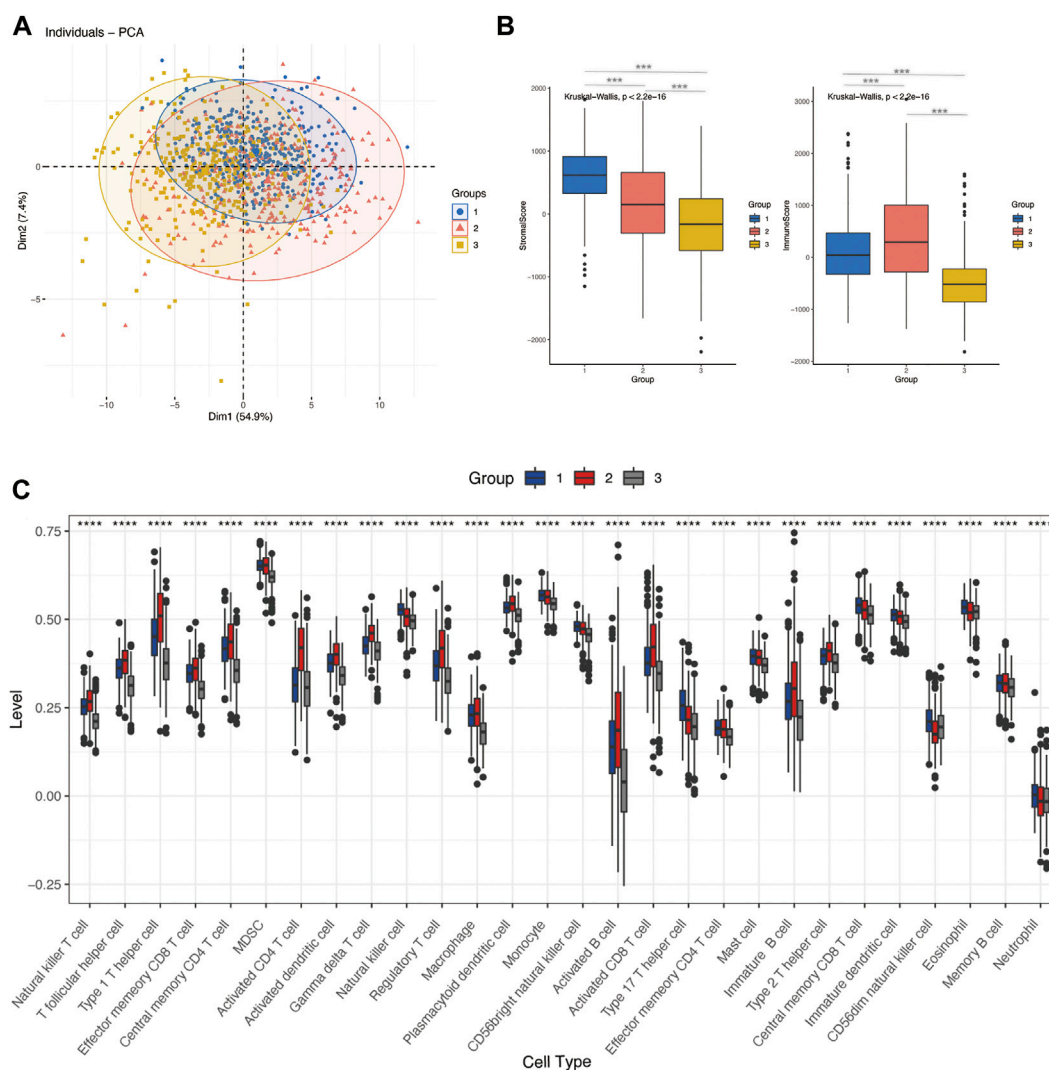 A
Individuals – PCA
0
−5
Dim2 (7.4%)
−10
−5
0
5
10
Dim1 (54.9%)
Groups
1
2
3
B
***
***
***
Kruskal−Wallis, p < 2.2e−16
2000
1000
0
−1000
−2000
StromalScore
1
2
3
Group
Group
1
2
3
***
***
***
Kruskal−Wallis, p < 2.2e−16
3000
2000
1000
0
−1000
−2000
ImmuneScore
1
2
3
Group
Group
1
2
3
C
Group 1 2 3
**** **** **** **** **** **** **** **** **** **** **** **** **** **** **** **** **** **** **** **** **** **** **** **** **** **** **** ****
0.75
0.50
0.25
0.00
−0.25
Level
Natural killer T cell
T follicular helper cell
Type 1 T helper cell
Effector memeory CD8 T cell
Central memory CD4 T cell
MDSC
Activated CD4 T cell
Activated dendritic cell
Gamma delta T cell
Natural killer cell
Regulatory T cell
Macrophage
Plasmacytoid dendritic cell
Monocyte
CD56bright natural killer cell
Activated B cell
Activated CD8 T cell
Type 17 T helper cell
Effector memeory CD4 T cell
Mast cell
Immature B cell
Type 2 T helper cell
Central memory CD8 T cell
Immature dendritic cell
CD56dim natural killer cell
Eosinophil
Memory B cell
Neutrophil
Cell Type